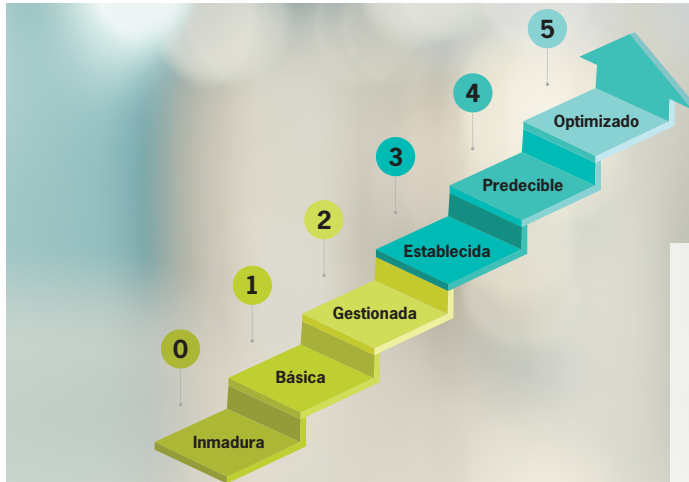 5
Optimizado
4
Predecible
3
Establecida
2
Gestionada
1
Básica
0
Inmadura